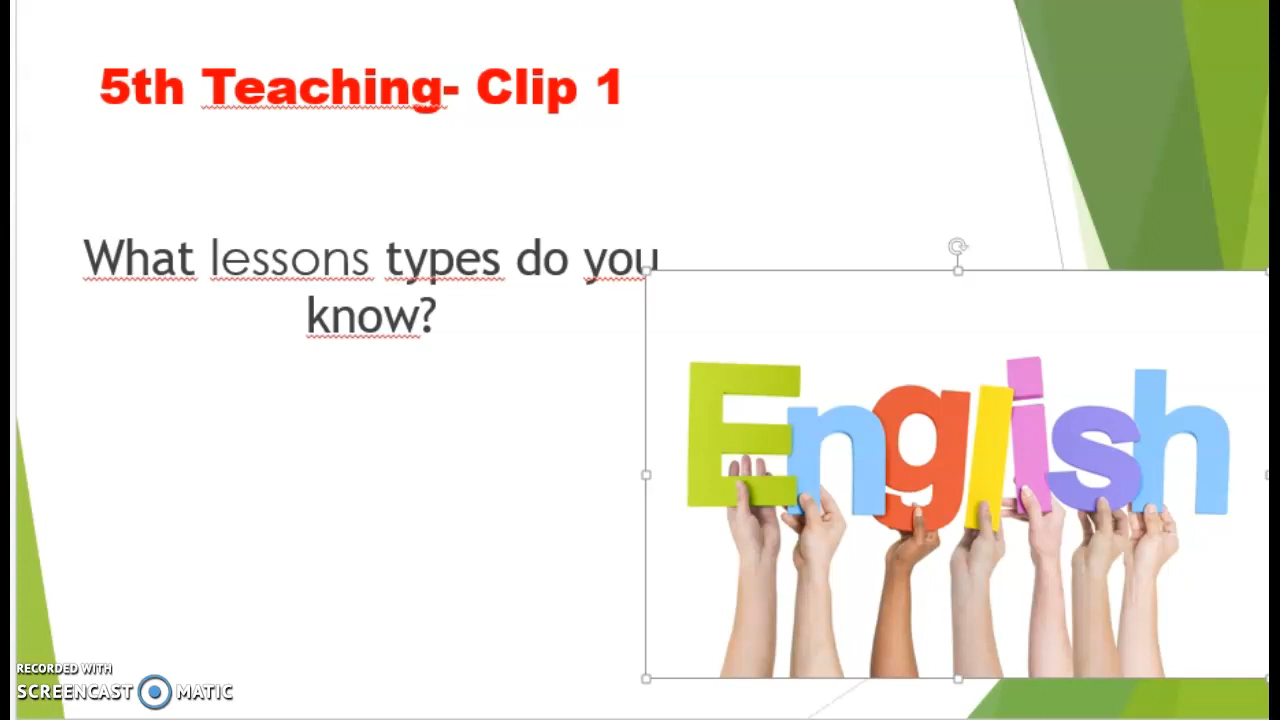 5th Teaching- Clip 1
What lessons types do you
know?
English
RECORDED WITH
SCREENCAST MATIC